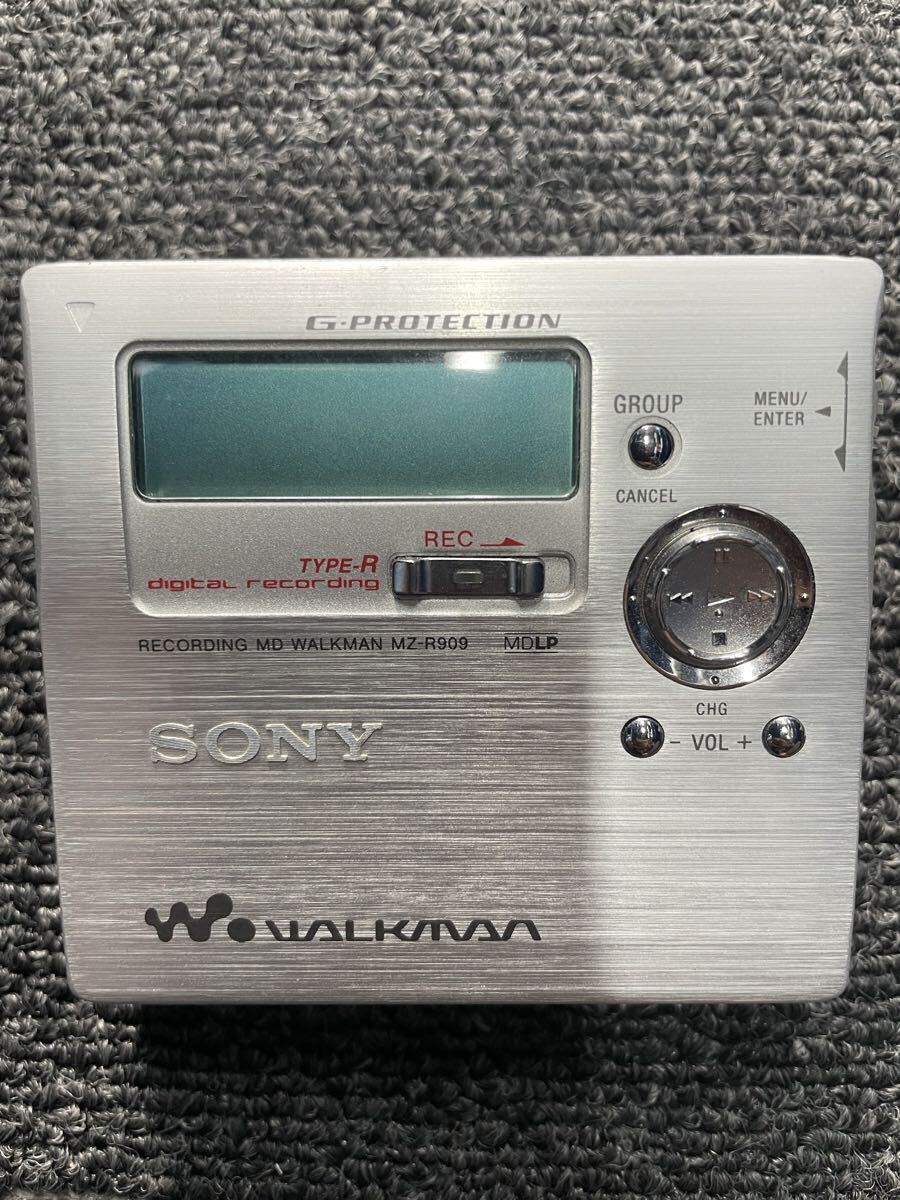 G-PROTECTION
GROUP
MENU/
ENTER
CANCEL
REC
TYPE-R
digital recording
RECORDING MD WALKMAN MZ-R909 MDLP
SONY
CHG
- VOL +
WALKMAN